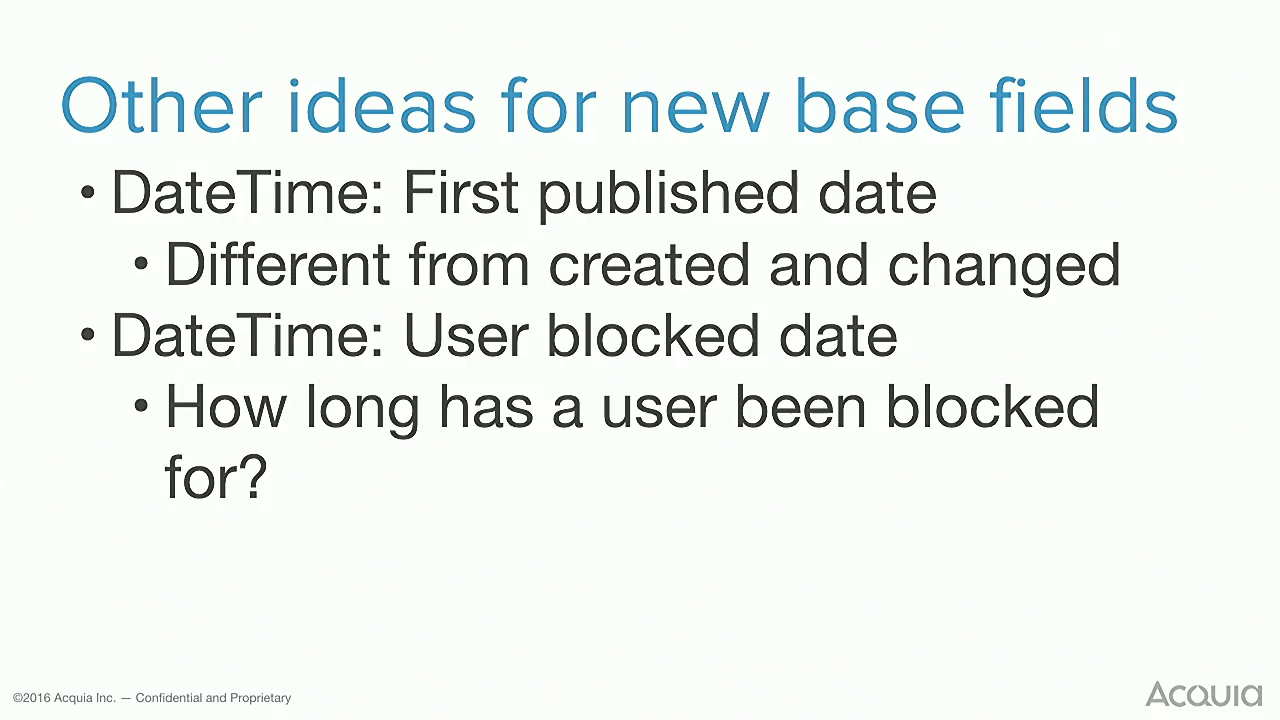 Other ideas for new base fields
• DateTime: First published date
• Different from created and changed
• DateTime: User blocked date
• How long has a user been blocked
for?
©2016 Acquia Inc. — Confidential and Proprietary
Acquia